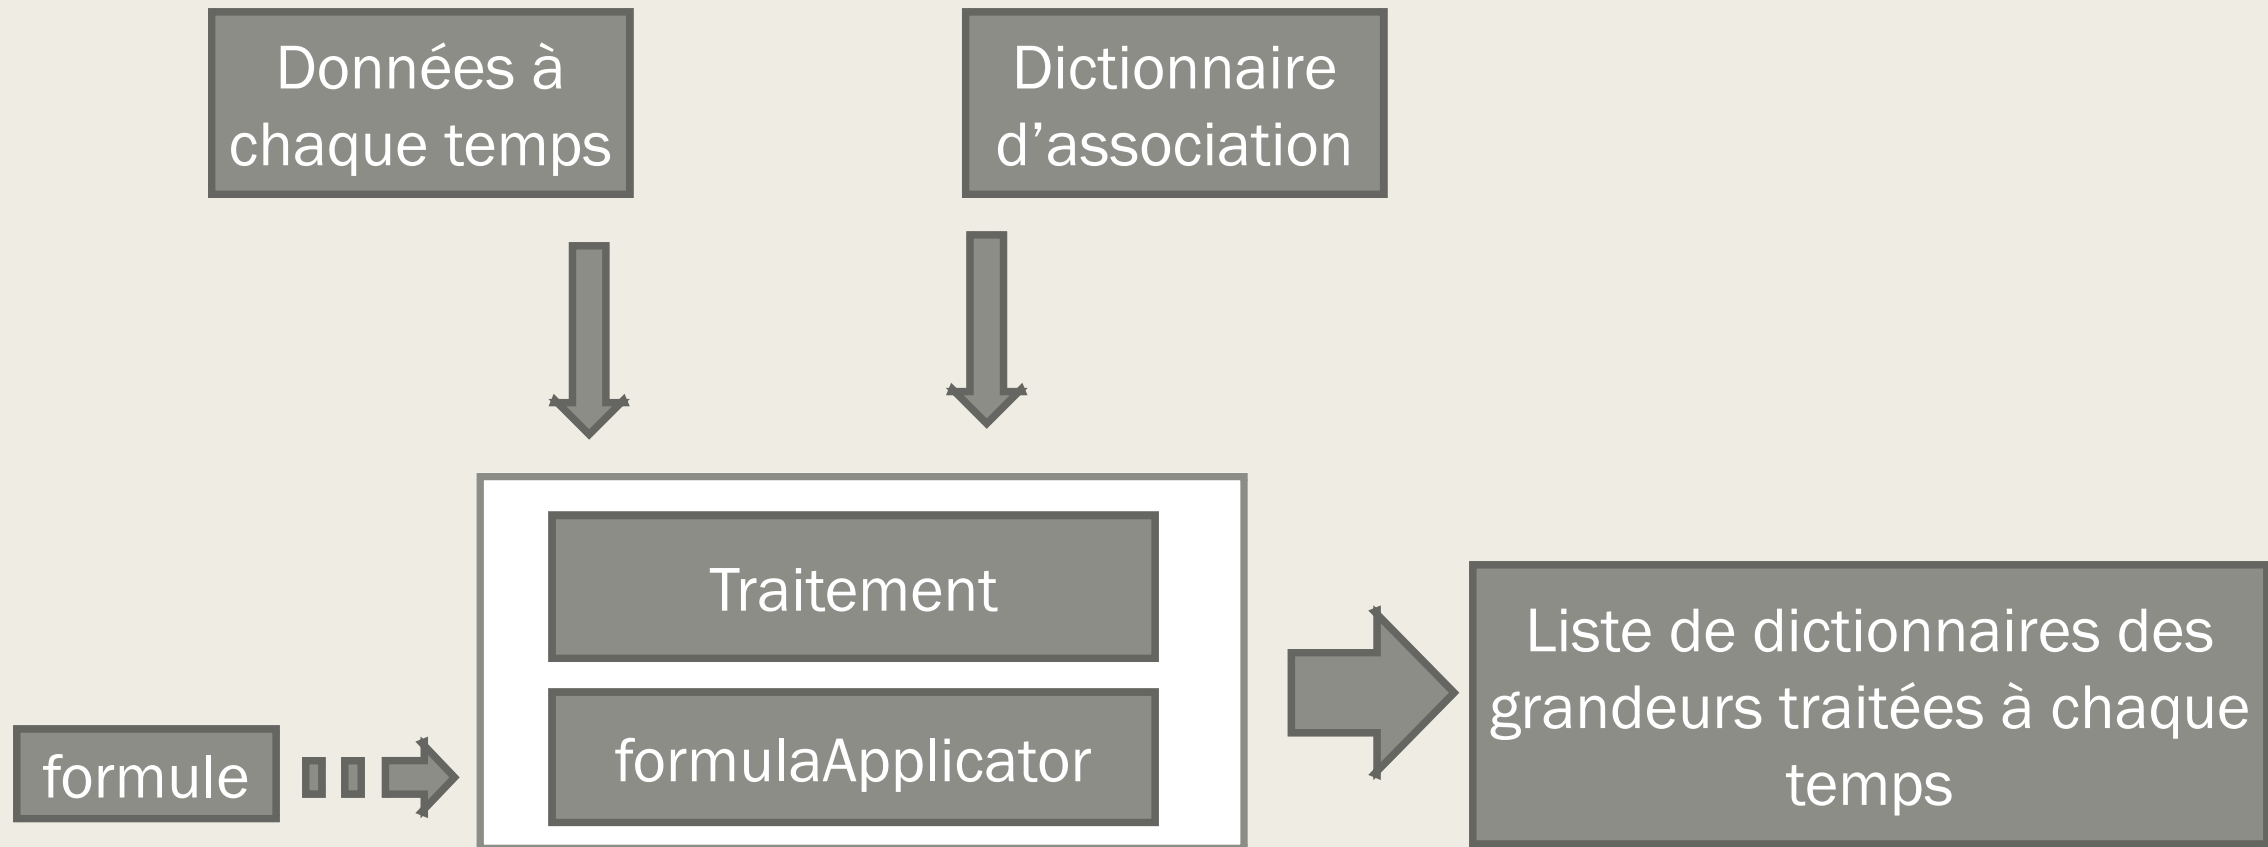 Données à
chaque temps
Dictionnaire
d’association
Traitement
formulaApplicator
formule
Liste de dictionnaires des
grandeurs traitées à chaque
temps